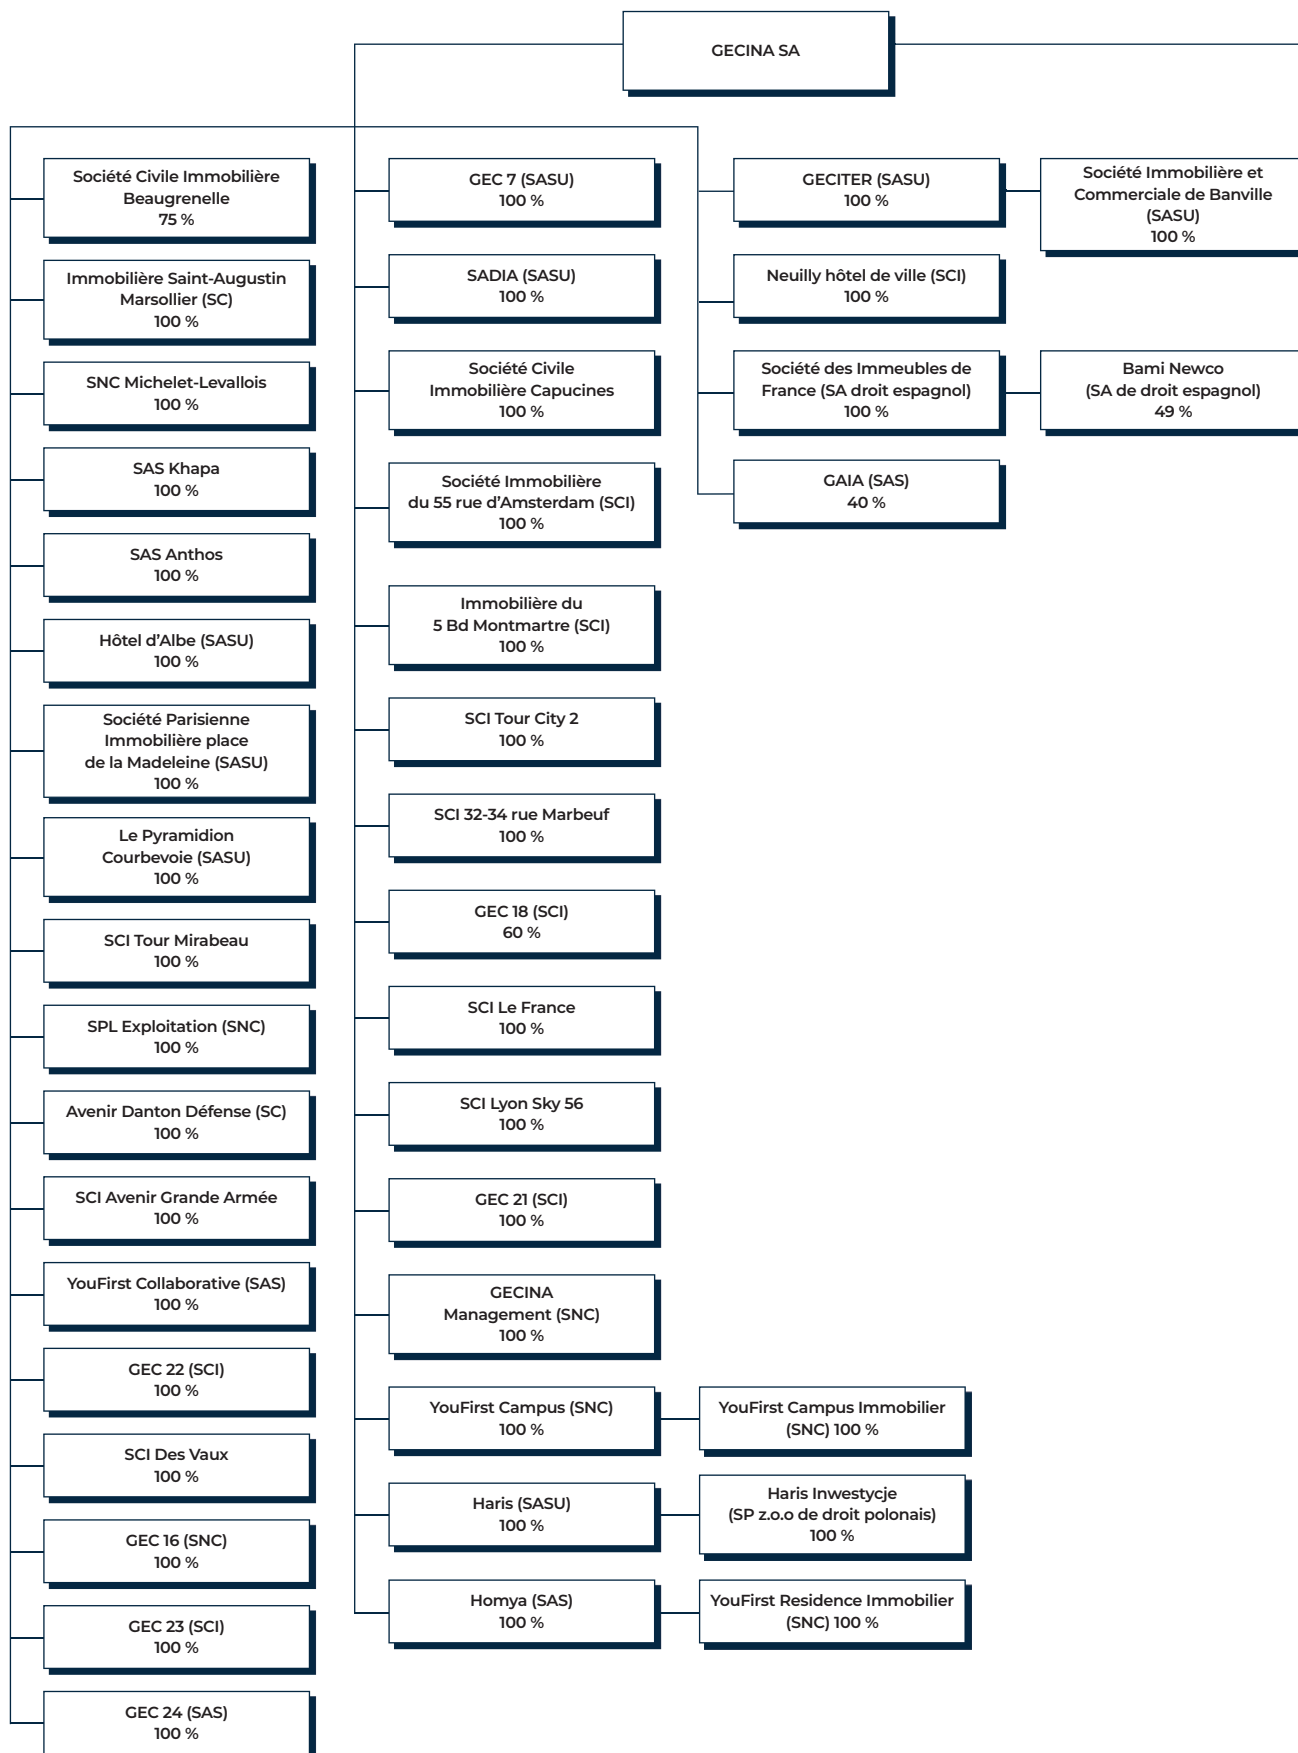 GECINA SA
Société Civile Immobilière
Beaugrenelle
75 %
Immobilière Saint-Augustin
Marsollier (SC)
100 %
SNC Michelet-Levallois
100 %
SAS Khapa
100 %
SAS Anthos
100 %
Hôtel d’Albe (SASU)
100 %
Société Parisienne
Immobilière place
de la Madeleine (SASU)
100 %
Le Pyramidion
Courbevoie (SASU)
100 %
SCI Tour Mirabeau
100 %
SPL Exploitation (SNC)
100 %
Avenir Danton Défense (SC)
100 %
SCI Avenir Grande Armée
100 %
YouFirst Collaborative (SAS)
100 %
GEC 22 (SCI)
100 %
SCI Des Vaux
100 %
GEC 16 (SNC)
100 %
GEC 23 (SCI)
100 %
GEC 24 (SAS)
100 %
GEC 7 (SASU)
100 %
SADIA (SASU)
100 %
Société Civile
Immobilière Capucines
100 %
Société Immobilière
du 55 rue d’Amsterdam (SCI)
100 %
Immobilière du
5 Bd Montmartre (SCI)
100 %
SCI Tour City 2
100 %
SCI 32-34 rue Marbeuf
100 %
GEC 18 (SCI)
60 %
SCI Le France
100 %
SCI Lyon Sky 56
100 %
GEC 21 (SCI)
100 %
GECINA
Management (SNC)
100 %
YouFirst Campus (SNC)
100 %
YouFirst Campus Immobilier
(SNC) 100 %
Haris (SASU)
100 %
Haris Inwestycje
(SP z.o.o de droit polonais)
100 %
Homya (SAS)
100 %
YouFirst Residence Immobilier
(SNC) 100 %
GECITER (SASU)
100 %
Société Immobilière et
Commerciale de Banville
(SASU)
100 %
Neuilly hôtel de ville (SCI)
100 %
Société des Immeubles de
France (SA droit espagnol)
100 %
Bami Newco
(SA de droit espagnol)
49 %
GAIA (SAS)
40 %